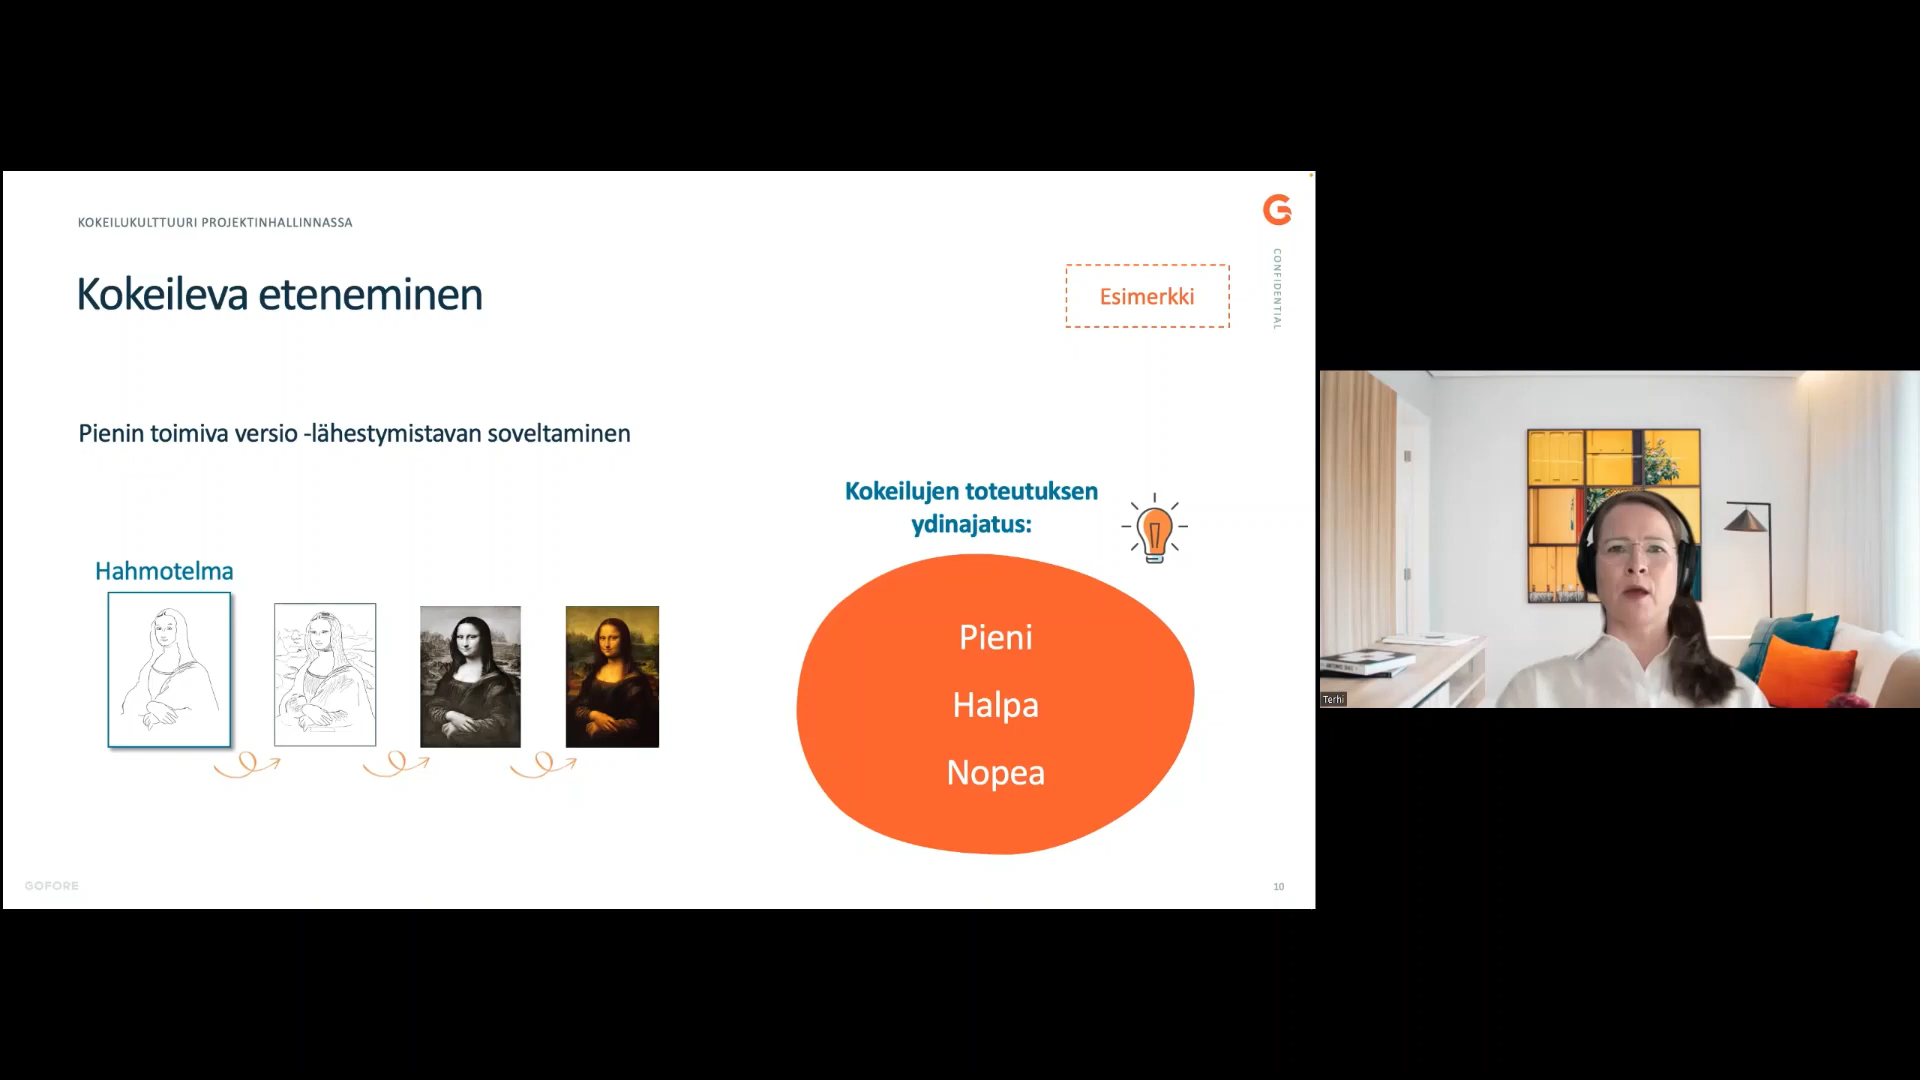 KOKEILUKULTTUURI PROJEKTINHALLINNASSA
Kokeileva eteneminen
Esimerkki
CONFIDENTIAL
Pienin toimiva versio -lähestymistavan soveltaminen
Hahmotelma
Kokeilujen toteutuksen
ydinajatus:
Pieni
Halpa
Nopea
GOFORE
10
Terhi